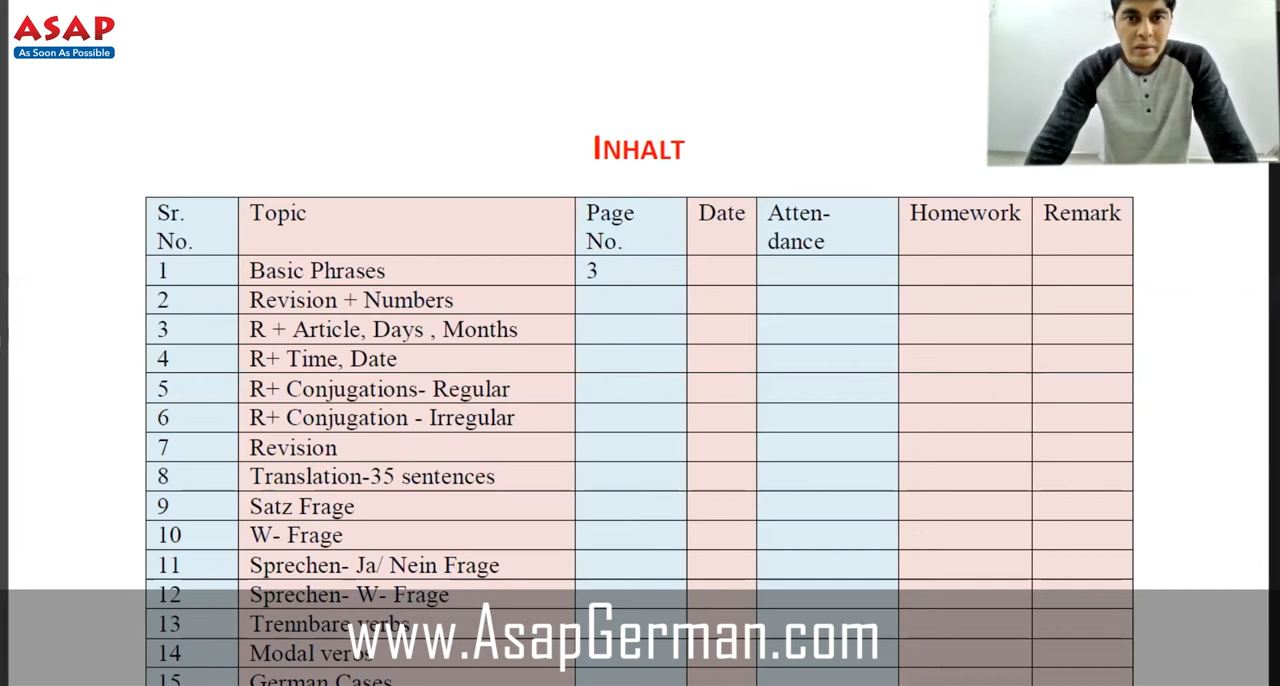 ASAP
As Soon As Possible
INHALT
Sr. No. Topic Page No. Date Atten-dance Homework Remark
1 Basic Phrases 3
2 Revision + Numbers
3 R + Article, Days , Months
4 R+ Time, Date
5 R+ Conjugations- Regular
6 R+ Conjugation - Irregular
7 Revision
8 Translation-35 sentences
9 Satz Frage
10 W- Frage
11 Sprechen- Ja/ Nein Frage
12 Sprechen- W- Frage
13 Trennbare verbs
www.AsapGerman.com
14 Modal verbs
15 German Cases